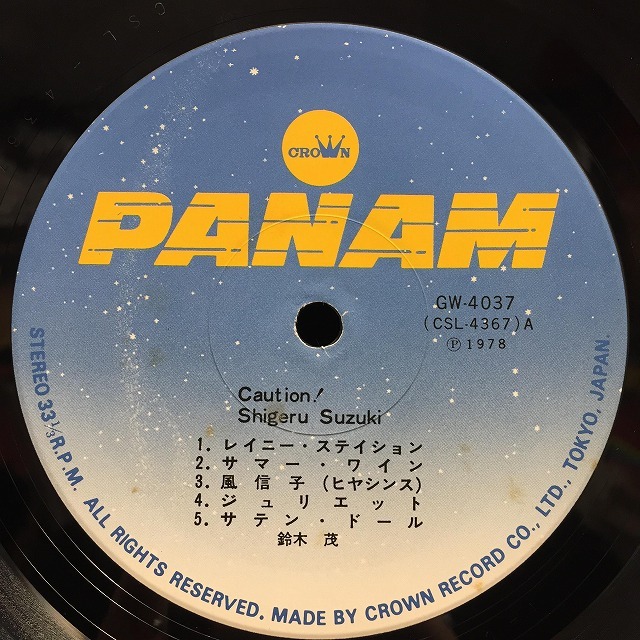 CROWN
PANAM
GW-4037
(CSL-4367) A
Ⓟ1978
Caution!
Shigeru Suzuki
1. レイニー・ステイション
2. サマー・ワイン
3. 風信子(ヒヤシンス)
4. ジュリエット
5. サテン・ドール
鈴木 茂
STEREO 33 1/3 R.P.M. ALL RIGHTS RESERVED. MADE BY CROWN RECORD CO., LTD., TOKYO, JAPAN.